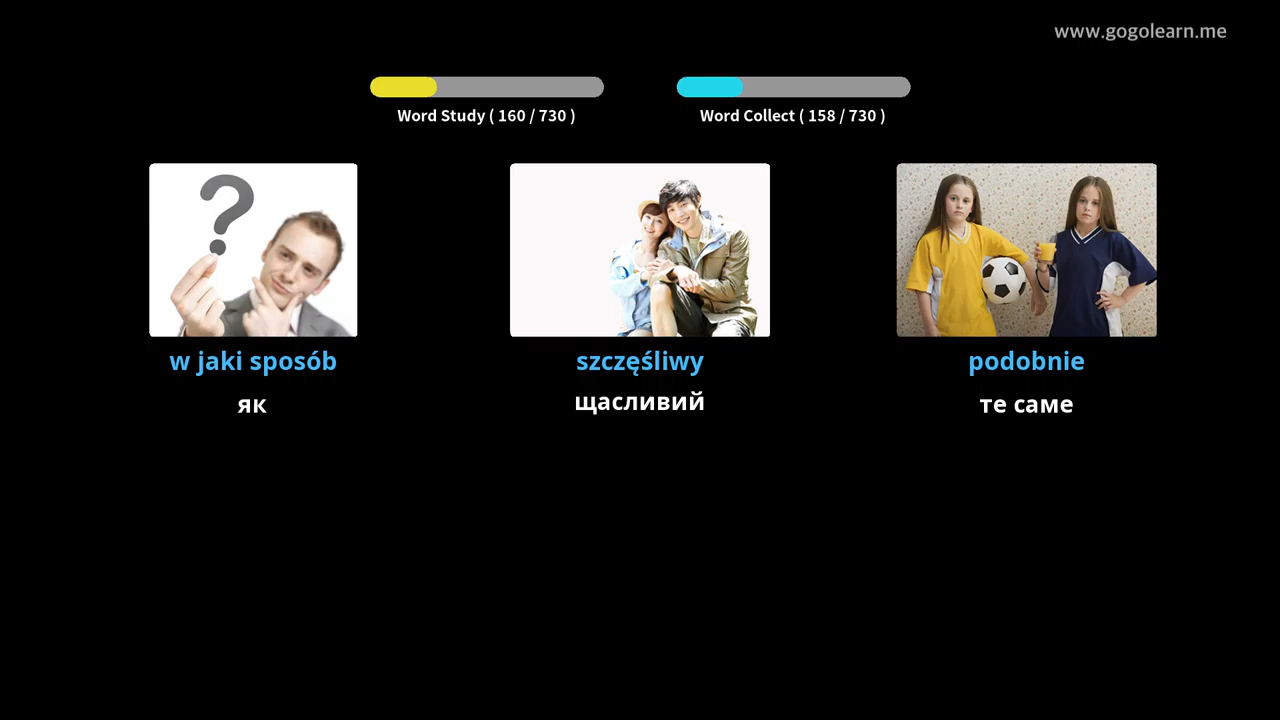 www.gogolearn.me
Word Study ( 160 / 730 )
Word Collect ( 158 / 730 )
w jaki sposób
szczęśliwy
podobnie
як
щасливий
те саме